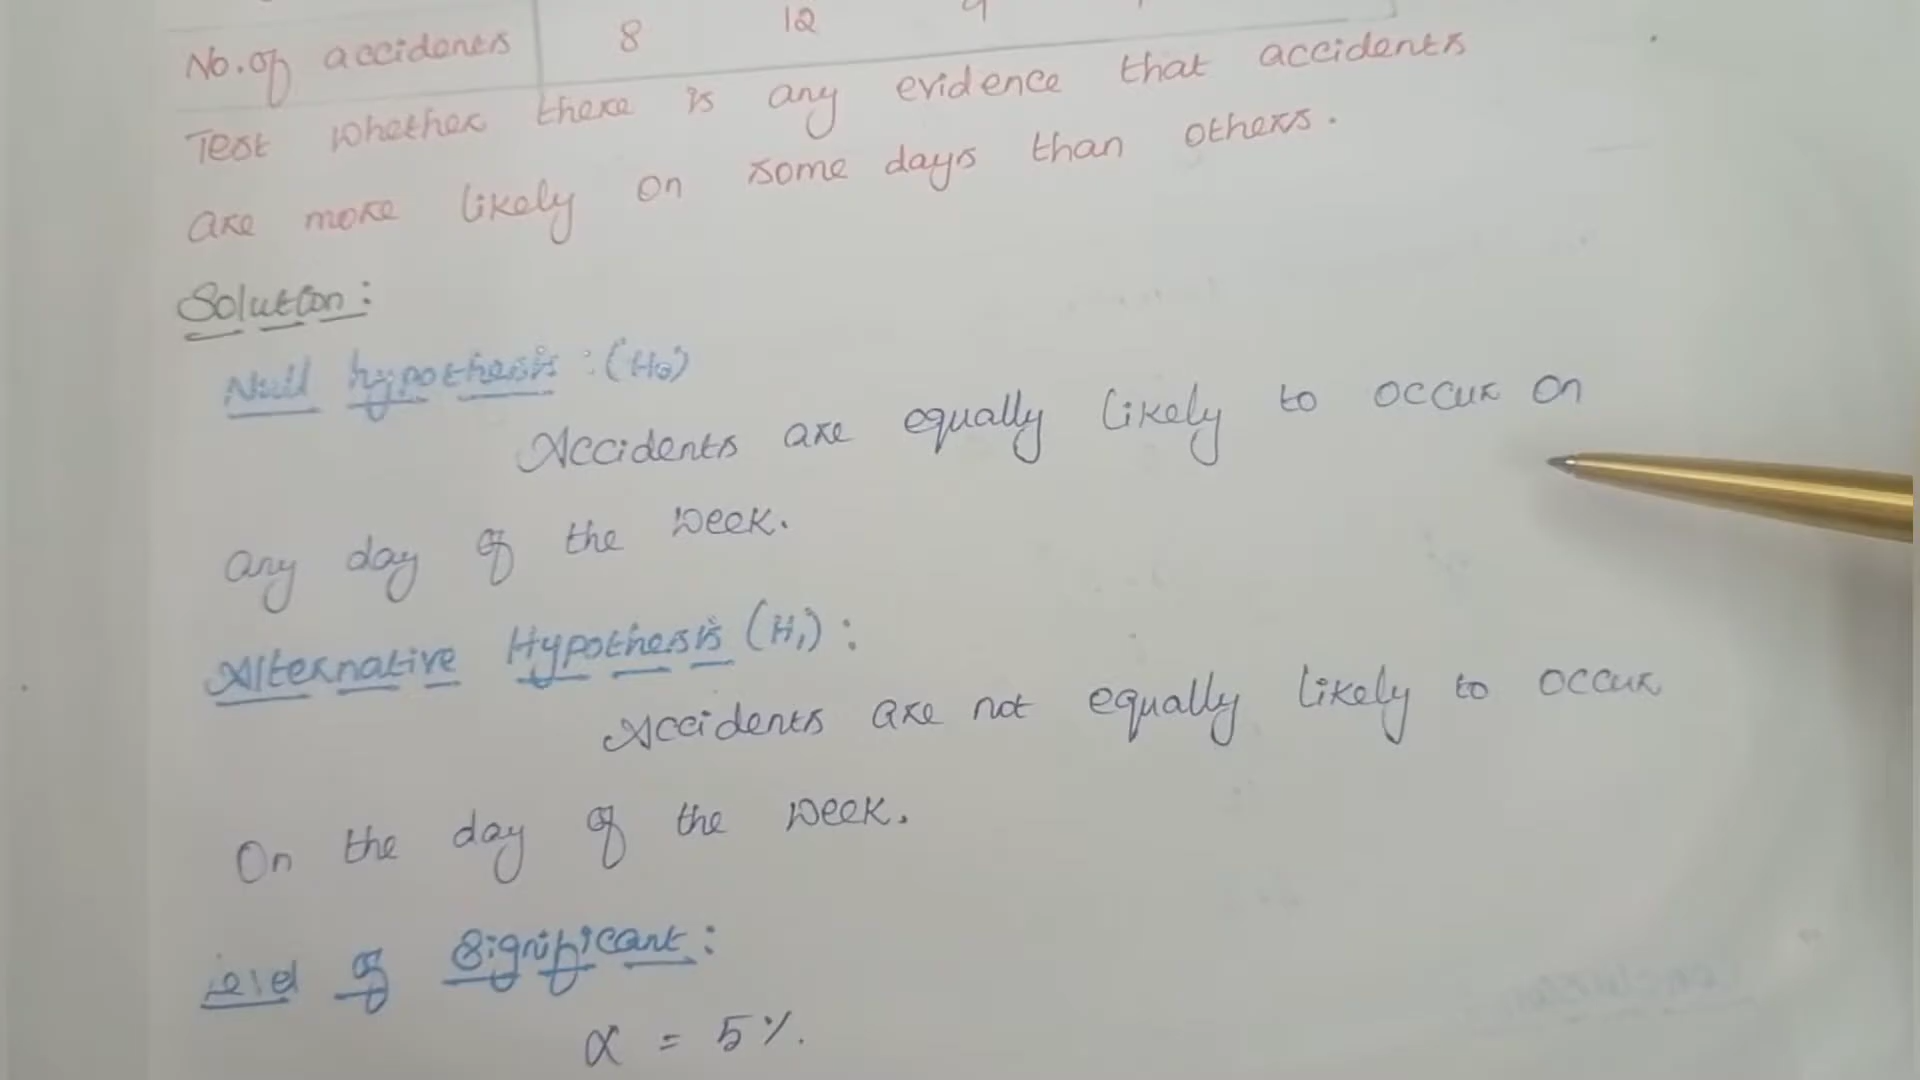 No. of accidents 8 12 9
Test whether there is any evidence that accidents
are more likely on some days than others.
Solution:
Null hypothesis : (H₀)
Accidents are equally likely to occur on
any day of the week.
Alternative Hypothesis (H₁) :
Accidents are not equally likely to occur
On the day of the week.
of Significant :
α = 5%.